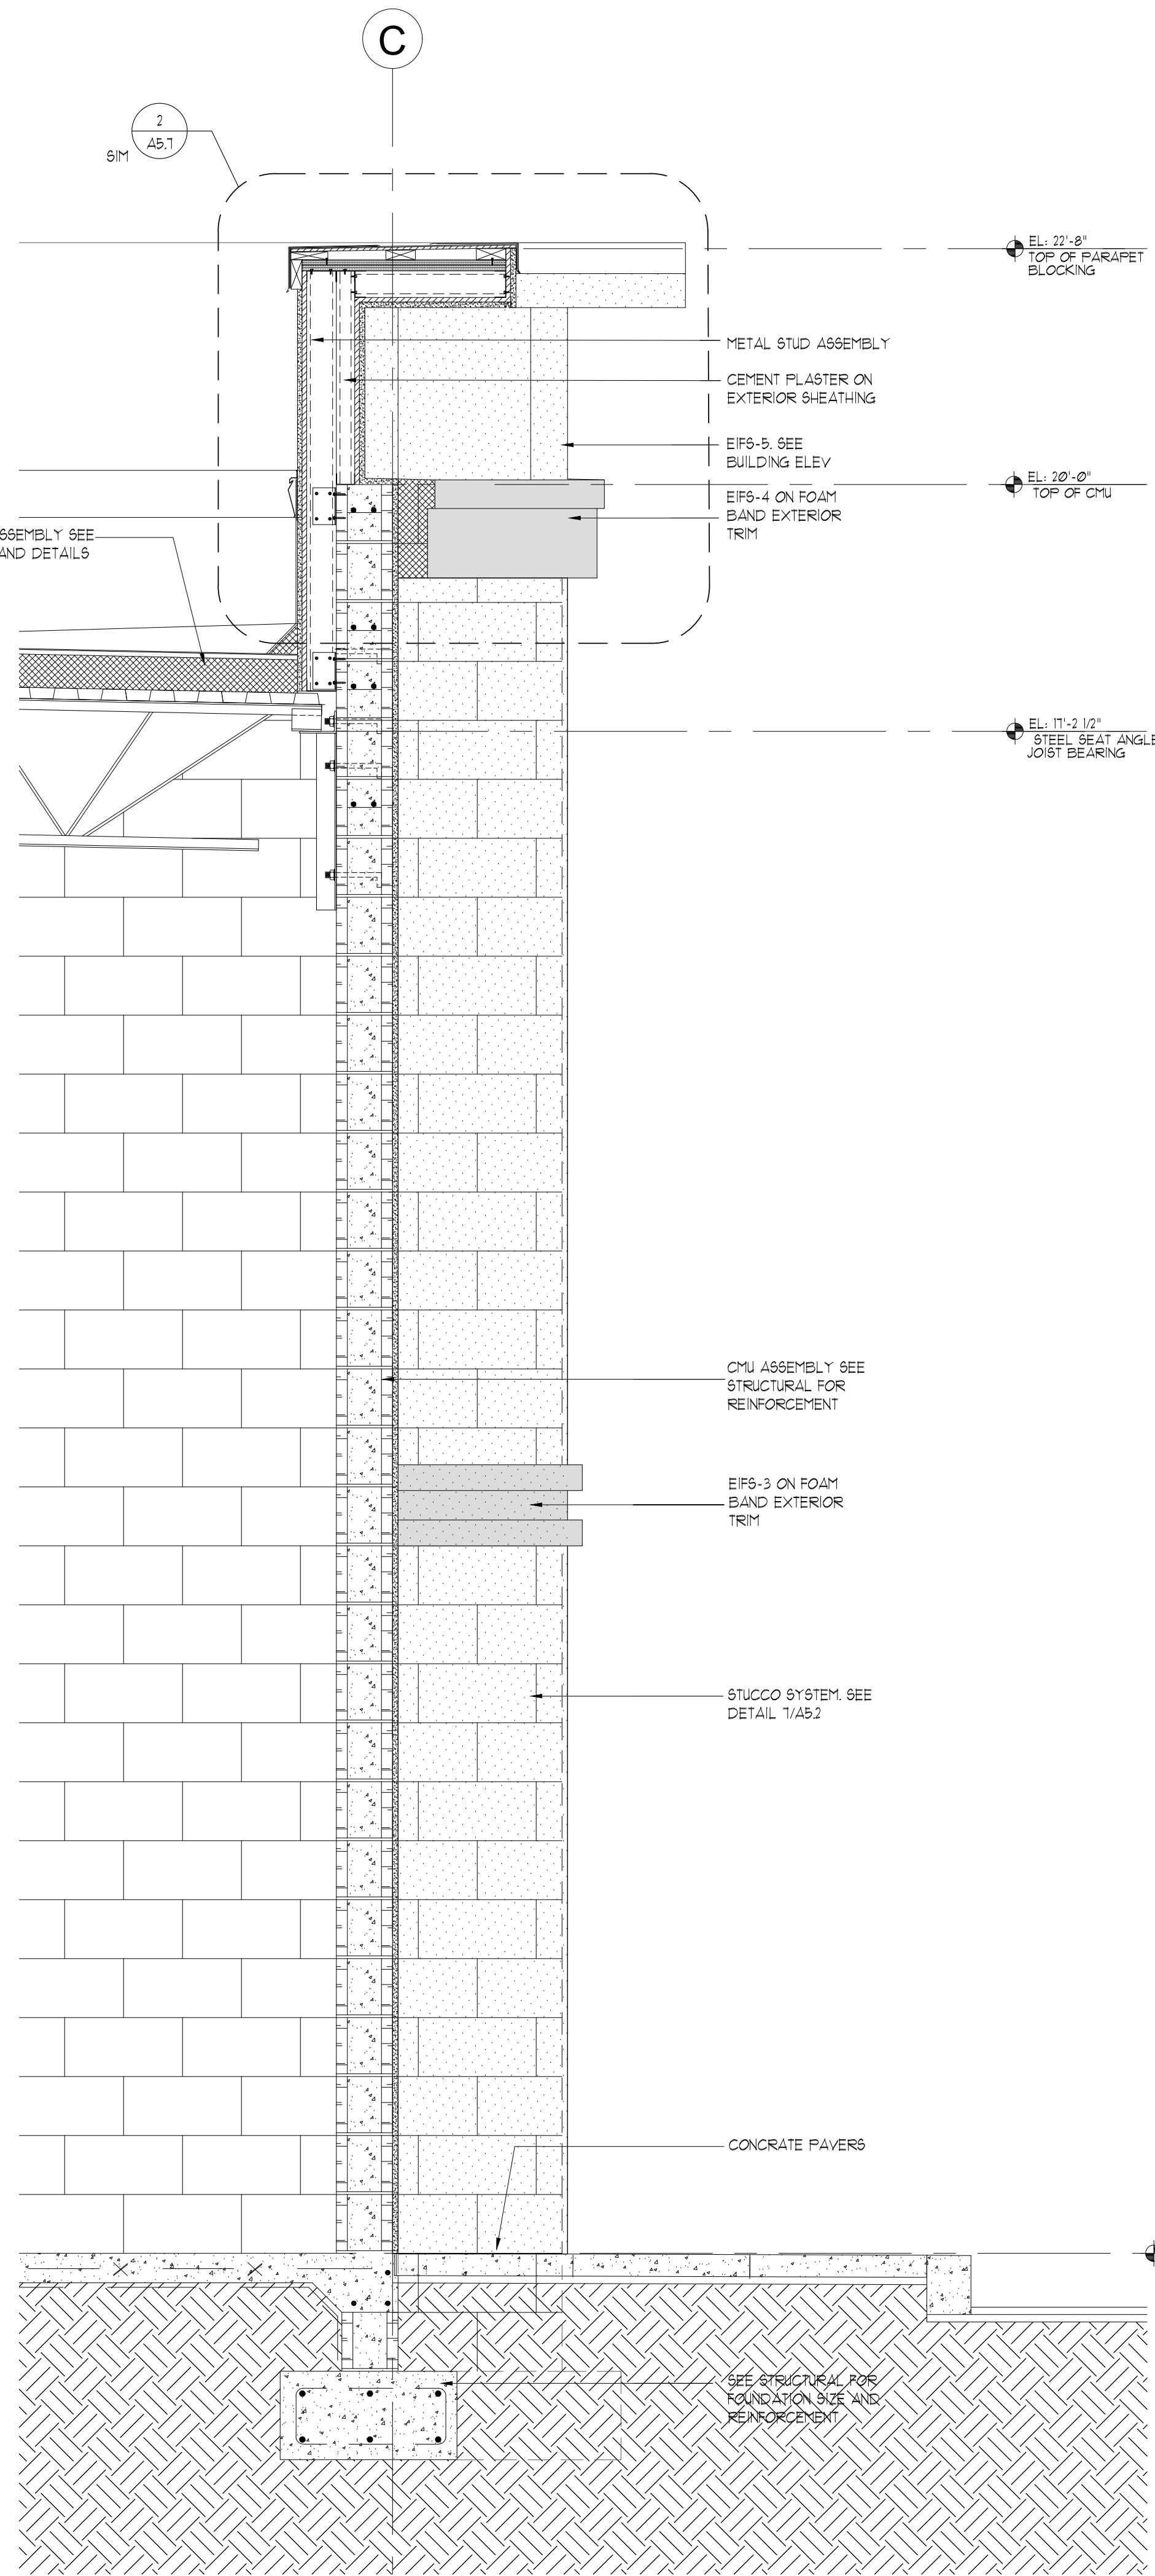 C
2
A5.7
SIM
EL: 22'-8"
TOP OF PARAPET
BLOCKING
METAL STUD ASSEMBLY
CEMENT PLASTER ON
EXTERIOR SHEATHING
EIFS-5. SEE
BUILDING ELEV
EL: 20'-0"
TOP OF CMU
EIFS-4 ON FOAM
BAND EXTERIOR
TRIM
SSEMBLY SEE
AND DETAILS
EL: 17'-2 1/2"
STEEL SEAT ANGLE
JOIST BEARING
CMU ASSEMBLY SEE
STRUCTURAL FOR
REINFORCEMENT
EIFS-3 ON FOAM
BAND EXTERIOR
TRIM
STUCCO SYSTEM. SEE
DETAIL 7/A5.2
CONCRETE PAVERS
SEE STRUCTURAL FOR
FOUNDATION SIZE AND
REINFORCEMENT